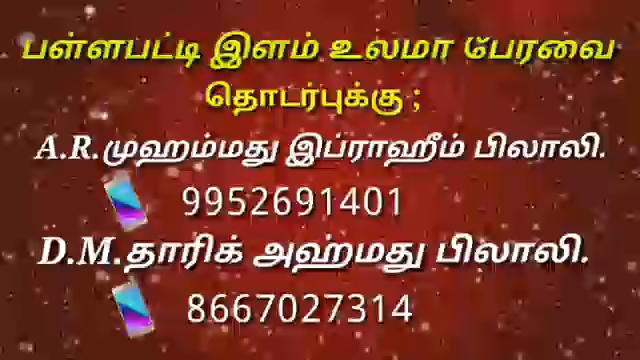 பள்ளபட்டி இளம் உலமா பேரவை
தொடர்புக்கு ;
A.R.முஹம்மது இப்ராஹீம் பிலாலி.
9952691401
D.M.தாரிக் அஹ்மது பிலாலி.
8667027314